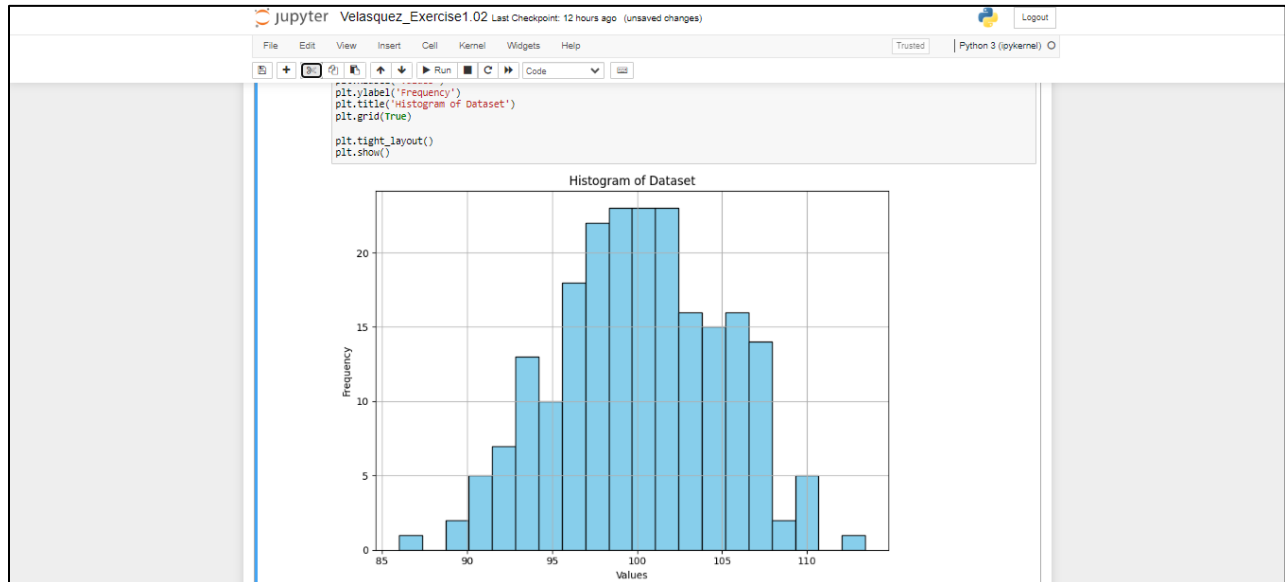 jupyter Velasquez_Exercise1.02 Last Checkpoint: 12 hours ago (unsaved changes)
Logout
File Edit View Insert Cell Kernel Widgets Help
Trusted Python 3 (ipykernel)
Run Code
plt.ylabel('Frequency')
plt.title('Histogram of Dataset')
plt.grid(True)
plt.tight_layout()
plt.show()
Histogram of Dataset
20
15
10
5
0
Frequency
85 90 95 100 105 110
Values